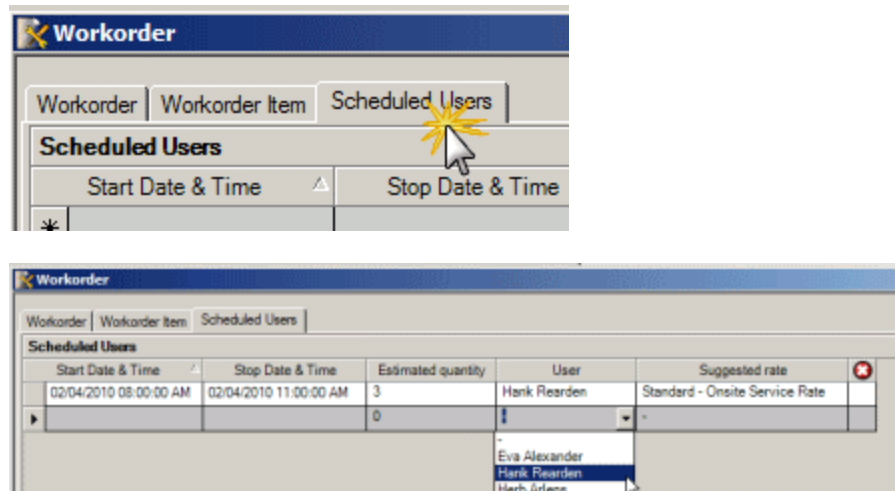 Workorder
Workorder Workorder Item Scheduled Users
Scheduled Users
Start Date & Time Stop Date & Time
Workorder
Workorder Workorder Item Scheduled Users
Scheduled Users
Start Date & Time Stop Date & Time Estimated quantity User Suggested rate
02/04/2010 08:00:00 AM 02/04/2010 11:00:00 AM 3 Hank Rearden Standard - Onsite Service Rate
0 -
-
Eva Alexander
Hank Rearden
Herb Arlens